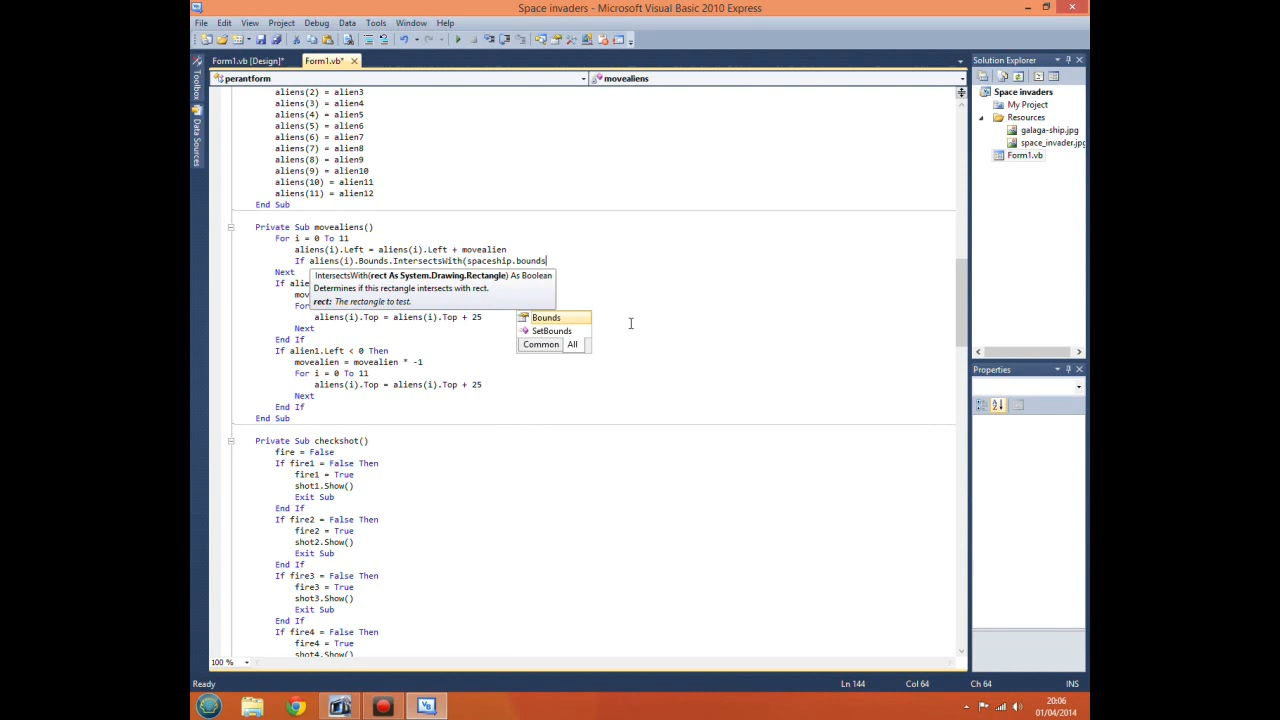 Space invaders - Microsoft Visual Basic 2010 Express
File Edit View Project Debug Data Tools Window Help
Form1.vb [Design]* Form1.vb*
Solution Explorer
perantform movealiens
Toolbox
Data Sources
Space invaders
My Project
Resources
galaga-ship.jpg
space_invader.jpg
Form1.vb
aliens(2) = alien3
aliens(3) = alien4
aliens(4) = alien5
aliens(5) = alien6
aliens(6) = alien7
aliens(7) = alien8
aliens(8) = alien9
aliens(9) = alien10
aliens(10) = alien11
aliens(11) = alien12
End Sub
Private Sub movealiens()
For i = 0 To 11
aliens(i).Left = aliens(i).Left + movealien
If aliens(i).Bounds.IntersectsWith(spaceship.bounds
Next
IntersectsWith(rect As System.Drawing.Rectangle) As Boolean
If alie
Determines if this rectangle intersects with rect.
mov
rect: The rectangle to test.
For
aliens(i).Top = aliens(i).Top + 25
Bounds
Next
SetBounds
End If
Common All
If alien1.Left < 0 Then
movealien = movealien * -1
For i = 0 To 11
aliens(i).Top = aliens(i).Top + 25
Next
End If
End Sub
Private Sub checkshot()
fire = False
If fire1 = False Then
fire1 = True
shot1.Show()
Exit Sub
End If
If fire2 = False Then
fire2 = True
shot2.Show()
Exit Sub
End If
If fire3 = False Then
fire3 = True
shot3.Show()
Exit Sub
End If
If fire4 = False Then
fire4 = True
shot4.Show()
Properties
100 %
Ready Ln 144 Col 64 Ch 64 INS
20:06
01/04/2014